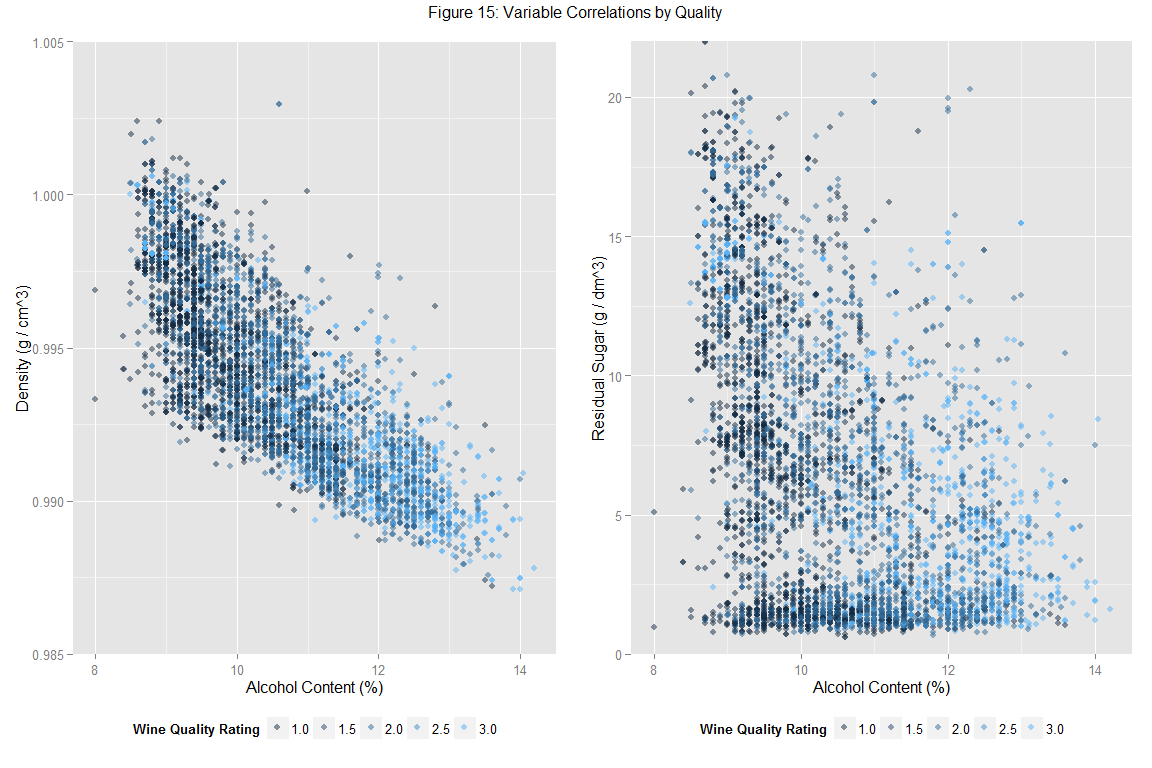 Figure 15: Variable Correlations by Quality
1.005
1.000
0.995
0.990
0.985
Density (g / cm^3)
8 10 12 14
Alcohol Content (%)
Wine Quality Rating 1.0 1.5 2.0 2.5 3.0
20
15
10
5
0
Residual Sugar (g / dm^3)
8 10 12 14
Alcohol Content (%)
Wine Quality Rating 1.0 1.5 2.0 2.5 3.0